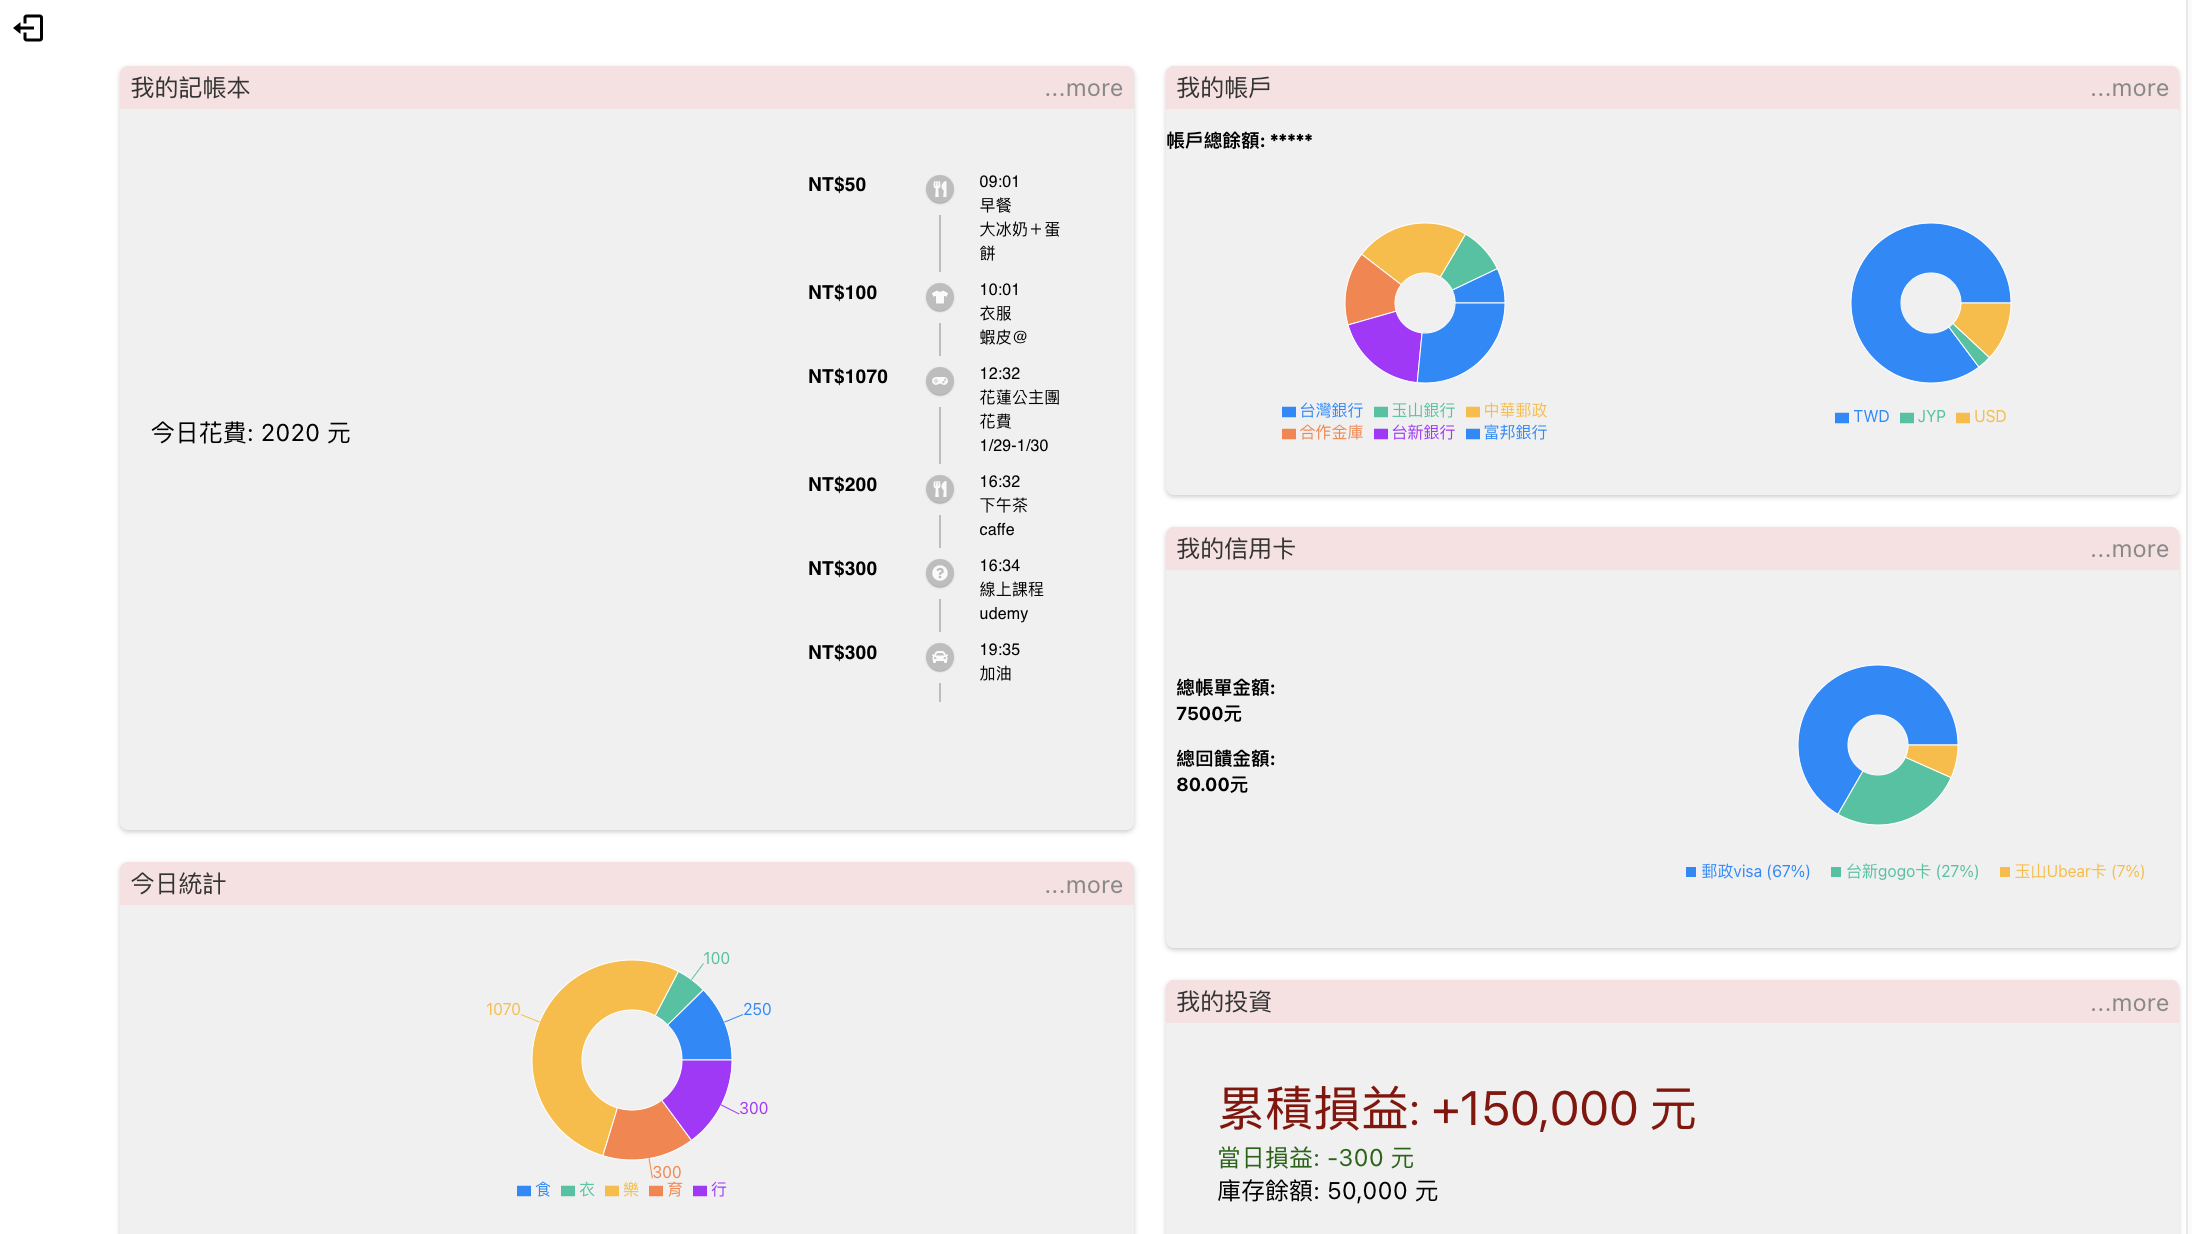 我的記帳本
...more
今日花費: 2020 元
NT$50
09:01
早餐
大冰奶＋蛋
餅
NT$100
10:01
衣服
蝦皮@
NT$1070
12:32
花蓮公主團
花費
1/29-1/30
NT$200
16:32
下午茶
caffe
NT$300
16:34
線上課程
udemy
NT$300
19:35
加油
今日統計
...more
100
1070
250
300
300
食 衣 樂 育 行
我的帳戶
...more
帳戶總餘額: *****
台灣銀行 玉山銀行 中華郵政
合作金庫 台新銀行 富邦銀行
TWD JYP USD
我的信用卡
...more
總帳單金額:
7500元
總回饋金額:
80.00元
郵政visa (67%) 台新gogo卡 (27%) 玉山Ubear卡 (7%)
我的投資
...more
累積損益: +150,000 元
當日損益: -300 元
庫存餘額: 50,000 元